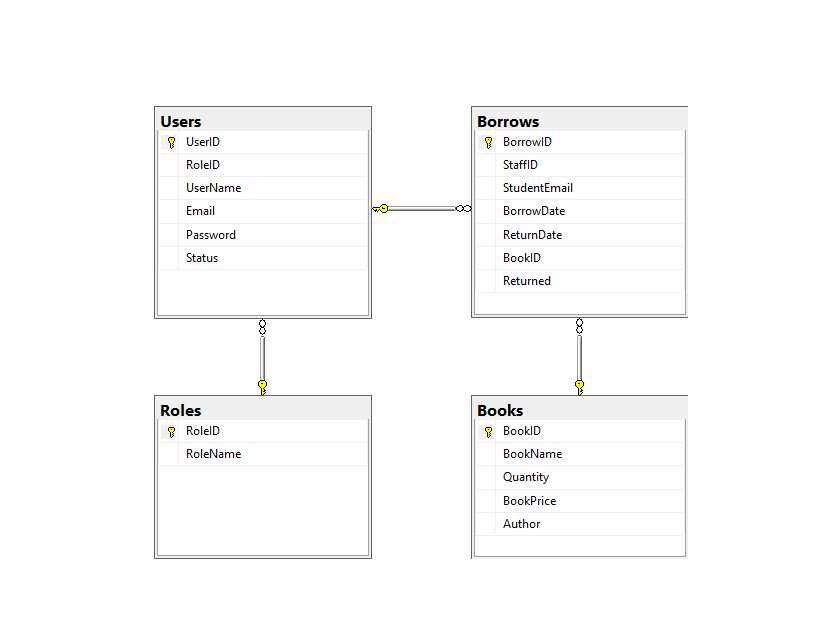 Users
UserID
RoleID
UserName
Email
Password
Status
Borrows
BorrowID
StaffID
StudentEmail
BorrowDate
ReturnDate
BookID
Returned
Roles
RoleID
RoleName
Books
BookID
BookName
Quantity
BookPrice
Author